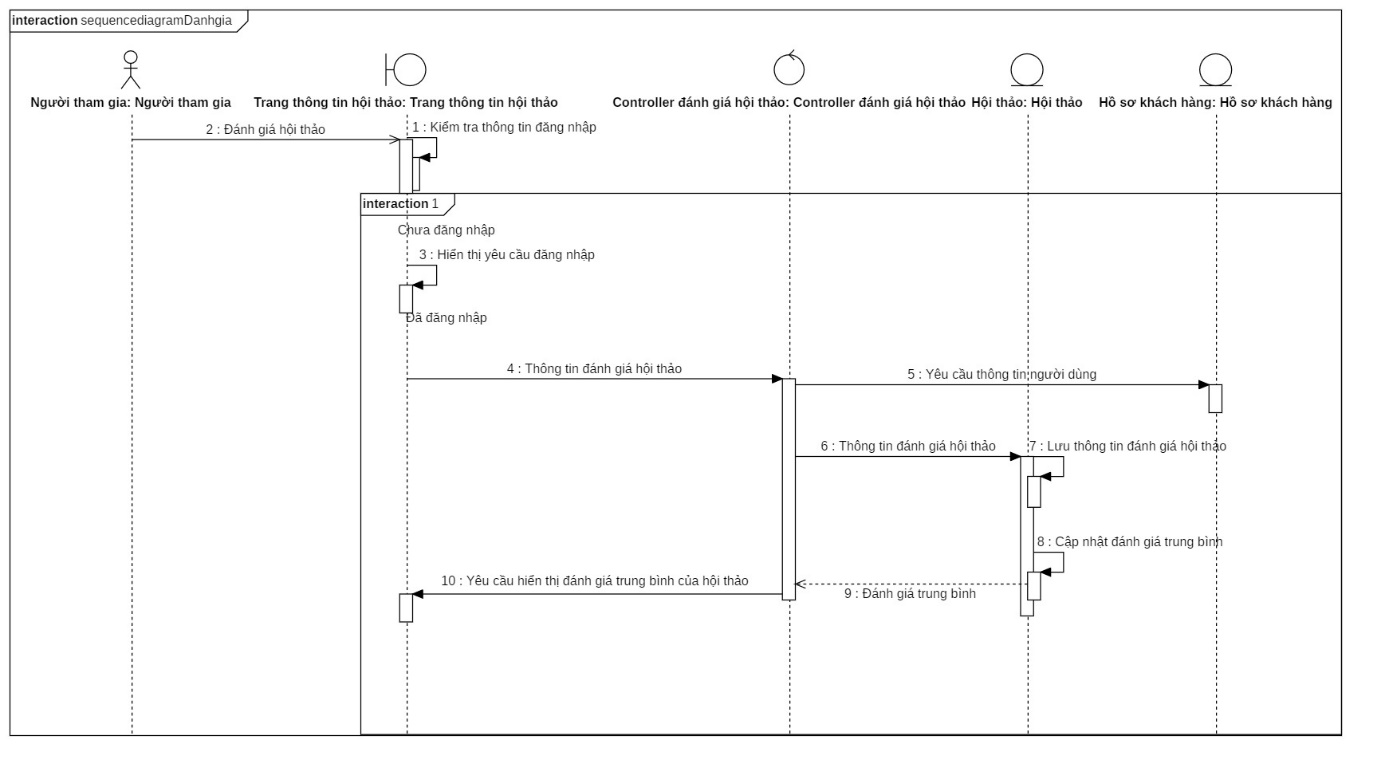 interaction sequencediagramDanhgia
Người tham gia: Người tham gia
Trang thông tin hội thảo: Trang thông tin hội thảo
Controller đánh giá hội thảo: Controller đánh giá hội thảo
Hội thảo: Hội thảo
Hồ sơ khách hàng: Hồ sơ khách hàng
2 : Đánh giá hội thảo
1 : Kiểm tra thông tin đăng nhập
interaction 1
Chưa đăng nhập
3 : Hiển thị yêu cầu đăng nhập
Đã đăng nhập
4 : Thông tin đánh giá hội thảo
5 : Yêu cầu thông tin người dùng
6 : Thông tin đánh giá hội thảo
7 : Lưu thông tin đánh giá hội thảo
8 : Cập nhật đánh giá trung bình
10 : Yêu cầu hiển thị đánh giá trung bình của hội thảo
9 : Đánh giá trung bình